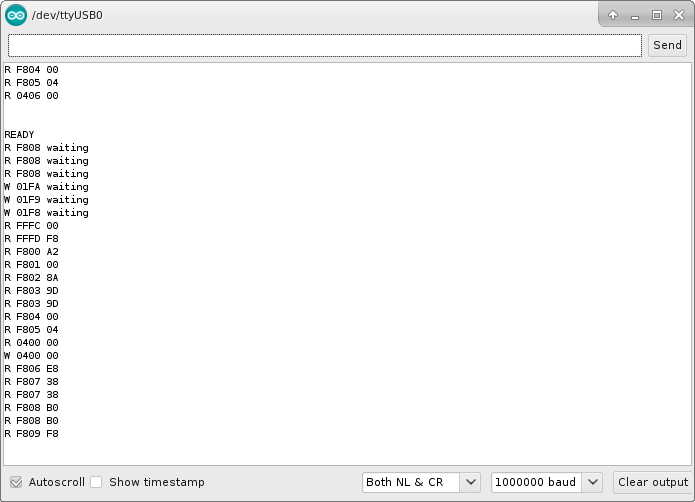 /dev/ttyUSB0
Send
R F804 00
R F805 04
R 0406 00
READY
R F808 waiting
R F808 waiting
R F808 waiting
W 01FA waiting
W 01F9 waiting
W 01F8 waiting
R FFFC 00
R FFFD F8
R F800 A2
R F801 00
R F802 8A
R F803 9D
R F803 9D
R F804 00
R F805 04
R 0400 00
W 0400 00
R F806 E8
R F807 38
R F807 38
R F808 B0
R F808 B0
R F809 F8
Autoscroll Show timestamp Both NL & CR 1000000 baud Clear output